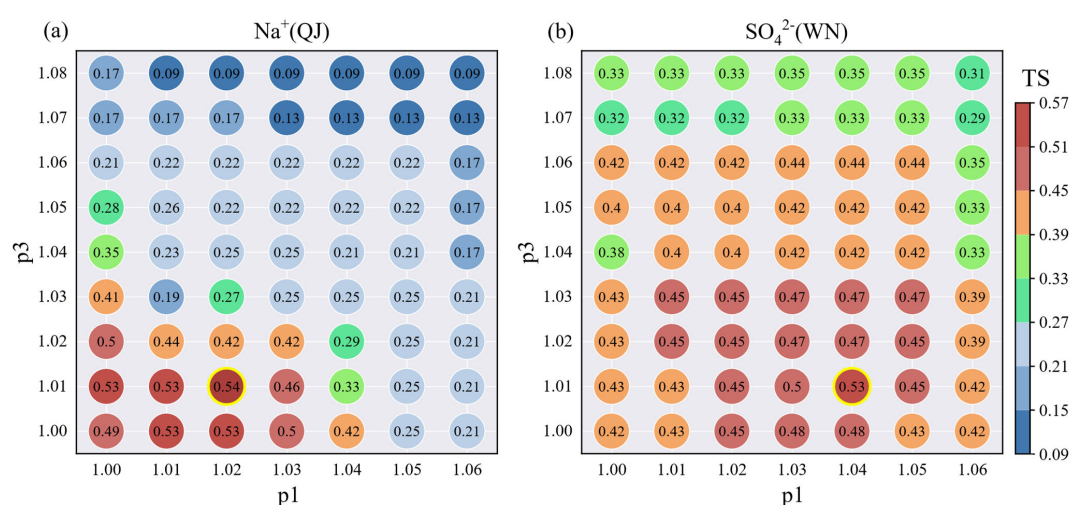 (a) Na⁺(QJ)
1.08 0.17 0.09 0.09 0.09 0.09 0.09 0.09
1.07 0.17 0.17 0.17 0.13 0.13 0.13 0.13
1.06 0.21 0.22 0.22 0.22 0.22 0.22 0.17
1.05 0.28 0.26 0.22 0.22 0.22 0.22 0.17
1.04 0.35 0.23 0.25 0.25 0.21 0.21 0.17
p3
1.03 0.41 0.19 0.27 0.25 0.25 0.25 0.21
1.02 0.5 0.44 0.42 0.42 0.29 0.25 0.21
1.01 0.53 0.53 0.54 0.46 0.33 0.25 0.21
1.00 0.49 0.53 0.53 0.5 0.42 0.25 0.21
1.00 1.01 1.02 1.03 1.04 1.05 1.06
p1
(b) SO₄²⁻(WN)
1.08 0.33 0.33 0.33 0.35 0.35 0.35 0.31
1.07 0.32 0.32 0.32 0.33 0.33 0.33 0.29
1.06 0.42 0.42 0.42 0.44 0.44 0.44 0.35
1.05 0.4 0.4 0.42 0.42 0.42 0.42 0.33
1.04 0.38 0.4 0.4 0.42 0.42 0.42 0.33
p3
1.03 0.43 0.45 0.45 0.47 0.47 0.47 0.39
1.02 0.43 0.45 0.45 0.47 0.47 0.45 0.39
1.01 0.43 0.43 0.45 0.5 0.53 0.45 0.42
1.00 0.42 0.43 0.45 0.48 0.48 0.43 0.42
1.00 1.01 1.02 1.03 1.04 1.05 1.06
p1
TS
0.57
0.51
0.45
0.39
0.33
0.27
0.21
0.15
0.09